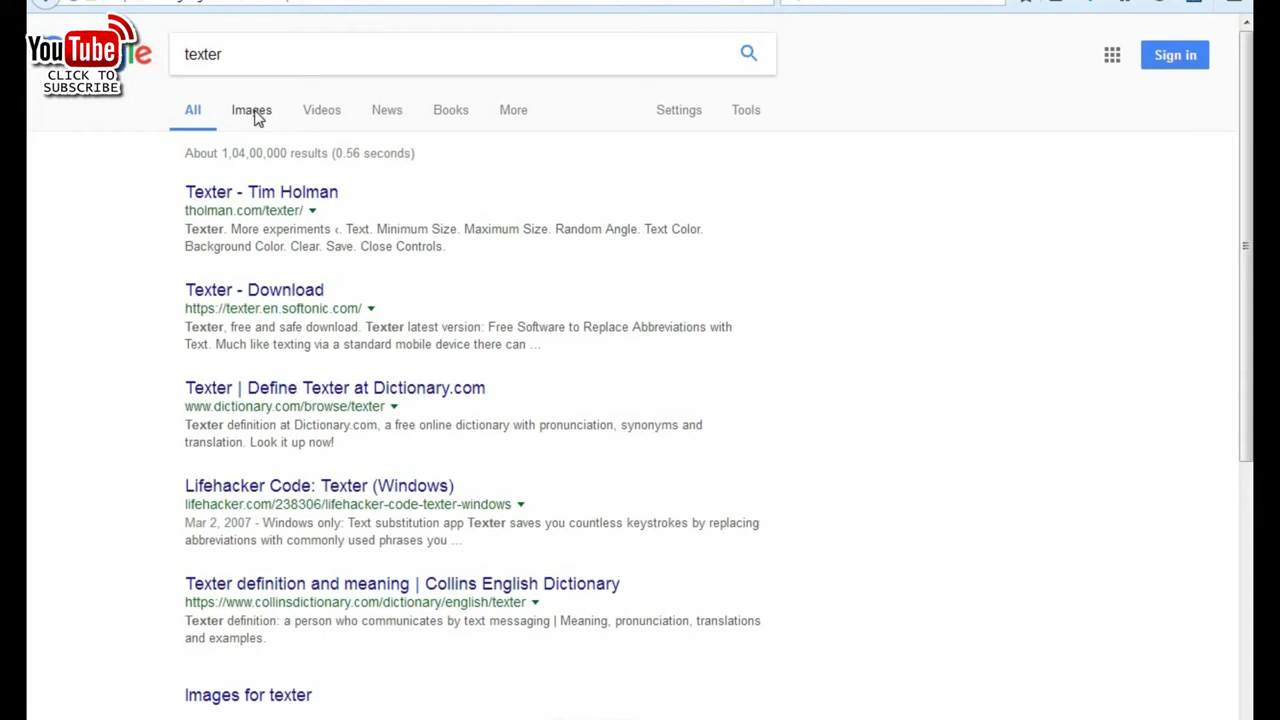 YouTube
CLICK TO
SUBSCRIBE
texter
Sign in
All Images Videos News Books More Settings Tools
About 1,04,00,000 results (0.56 seconds)
Texter - Tim Holman
tholman.com/texter/
Texter. More experiments ‹. Text. Minimum Size. Maximum Size. Random Angle. Text Color.
Background Color. Clear. Save. Close Controls.
Texter - Download
https://texter.en.softonic.com/
Texter, free and safe download. Texter latest version: Free Software to Replace Abbreviations with
Text. Much like texting via a standard mobile device there can ...
Texter | Define Texter at Dictionary.com
www.dictionary.com/browse/texter
Texter definition at Dictionary.com, a free online dictionary with pronunciation, synonyms and
translation. Look it up now!
Lifehacker Code: Texter (Windows)
lifehacker.com/238306/lifehacker-code-texter-windows
Mar 2, 2007 - Windows only: Text substitution app Texter saves you countless keystrokes by replacing
abbreviations with commonly used phrases you ...
Texter definition and meaning | Collins English Dictionary
https://www.collinsdictionary.com/dictionary/english/texter
Texter definition: a person who communicates by text messaging | Meaning, pronunciation, translations
and examples.
Images for texter